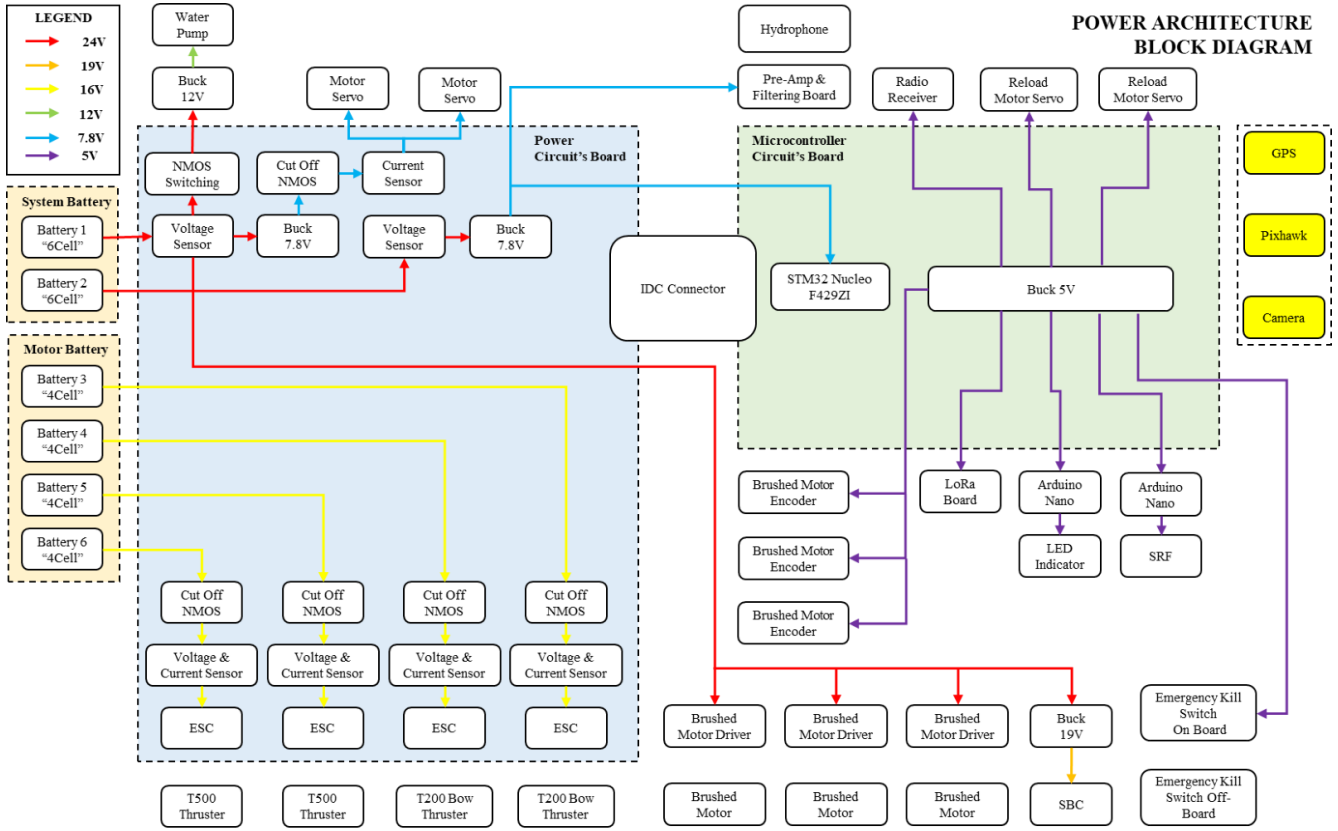 LEGEND
24V
19V
16V
12V
7.8V
5V
POWER ARCHITECTURE
BLOCK DIAGRAM
Water
Pump
Buck
12V
Motor
Servo
Motor
Servo
Hydrophone
Pre-Amp &
Filtering Board
Radio
Receiver
Reload
Motor Servo
Reload
Motor Servo
Power
Circuit's Board
NMOS
Switching
Cut Off
NMOS
Current
Sensor
Microcontroller
Circuit's Board
GPS
Pixhawk
Camera
System Battery
Battery 1
“6Cell”
Battery 2
“6Cell”
Voltage
Sensor
Buck
7.8V
Voltage
Sensor
Buck
7.8V
IDC Connector
STM32 Nucleo
F429ZI
Buck 5V
Motor Battery
Battery 3
“4Cell”
Battery 4
“4Cell”
Battery 5
“4Cell”
Battery 6
“4Cell”
Brushed Motor
Encoder
Brushed Motor
Encoder
Brushed Motor
Encoder
LoRa
Board
Arduino
Nano
Arduino
Nano
LED
Indicator
SRF
Cut Off
NMOS
Cut Off
NMOS
Cut Off
NMOS
Cut Off
NMOS
Voltage &
Current Sensor
Voltage &
Current Sensor
Voltage &
Current Sensor
Voltage &
Current Sensor
ESC
ESC
ESC
ESC
Brushed
Motor Driver
Brushed
Motor Driver
Brushed
Motor Driver
Buck
19V
Emergency Kill
Switch
On Board
T500
Thruster
T500
Thruster
T200 Bow
Thruster
T200 Bow
Thruster
Brushed
Motor
Brushed
Motor
Brushed
Motor
SBC
Emergency Kill
Switch Off-
Board